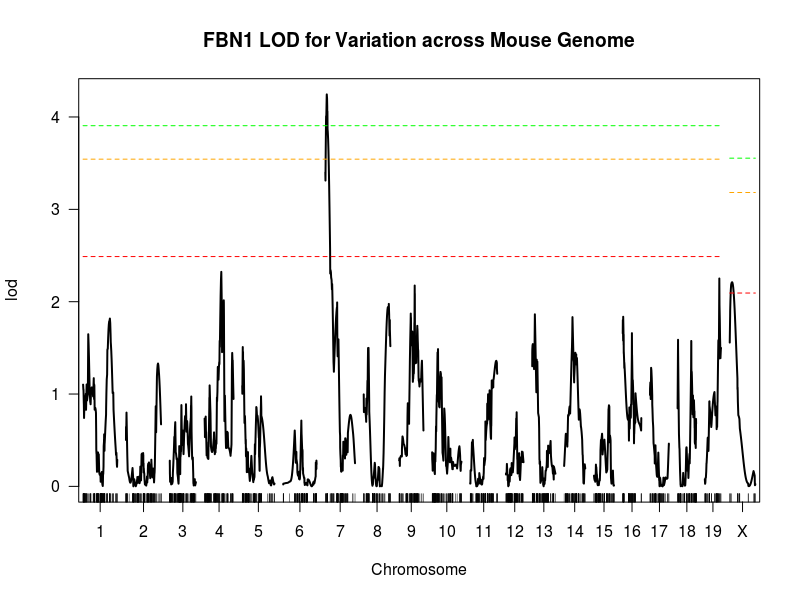 FBN1 LOD for Variation across Mouse Genome
lod
4
3
2
1
0
1 2 3 4 5 6 7 8 9 10 11 12 13 14 15 16 17 18 19 X
Chromosome